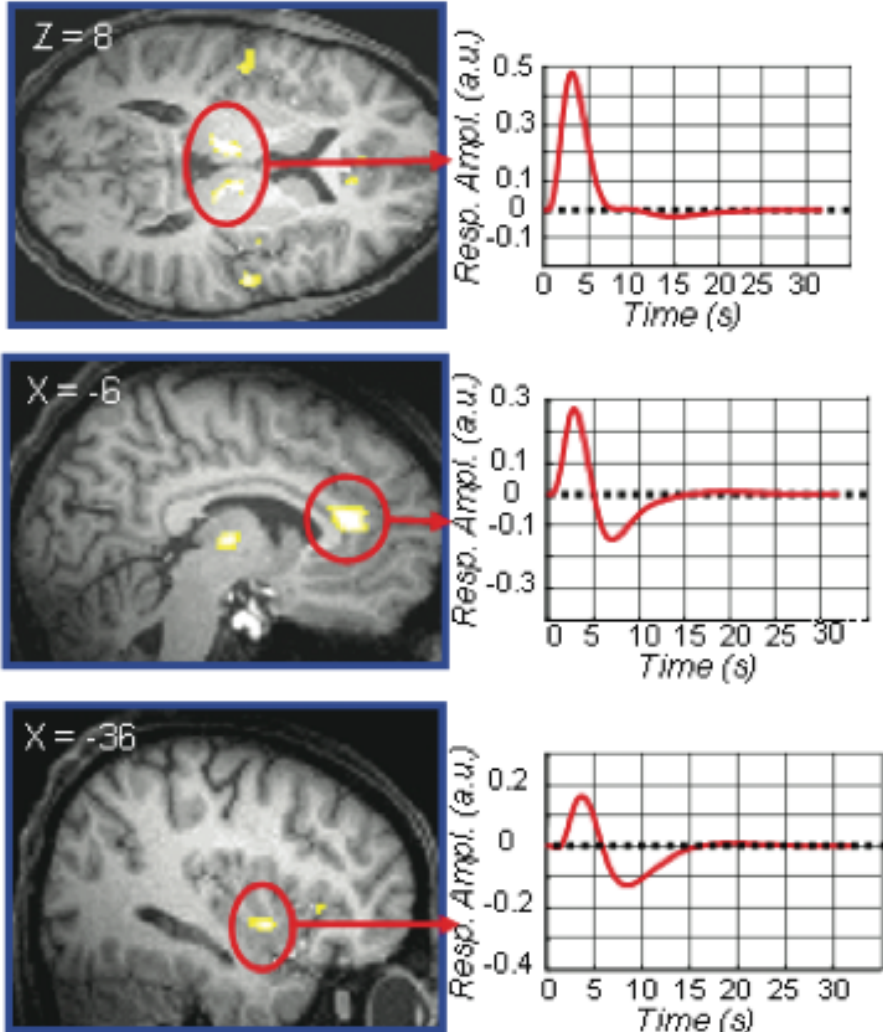 Z = 8
Resp. Ampl. (a.u.)
0.5
0.3
0.1
0
-0.1
0 5 10 15 20 25 30
Time (s)
X = -6
Resp. Ampl. (a.u.)
0.3
0.1
0
-0.1
-0.3
0 5 10 15 20 25 30
Time (s)
X = -36
Resp. Ampl. (a.u.)
0.2
0
-0.2
-0.4
0 5 10 15 20 25 30
Time (s)